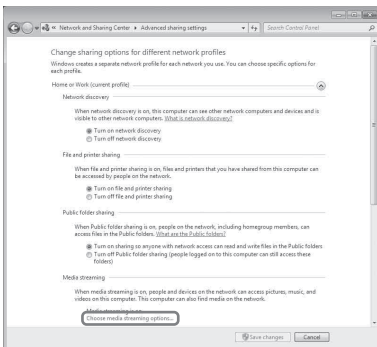 « Network and Sharing Center ▸ Advanced sharing settings
Search Control Panel
Change sharing options for different network profiles
Windows creates a separate network profile for each network you use. You can choose specific options for
each profile.
Home or Work (current profile)
Network discovery
When network discovery is on, this computer can see other network computers and devices and is
visible to other network computers. What is network discovery?
Turn on network discovery
Turn off network discovery
File and printer sharing
When file and printer sharing is on, files and printers that you have shared from this computer can
be accessed by people on the network.
Turn on file and printer sharing
Turn off file and printer sharing
Public folder sharing
When Public folder sharing is on, people on the network, including homegroup members, can
access files in the Public folders. What are the Public folders?
Turn on sharing so anyone with network access can read and write files in the Public folders
Turn off Public folder sharing (people logged on to this computer can still access these
folders)
Media streaming
When media streaming is on, people and devices on the network can access pictures, music, and
videos on this computer. This computer can also find media on the network.
Media streaming is on.
Choose media streaming options...
Save changes
Cancel